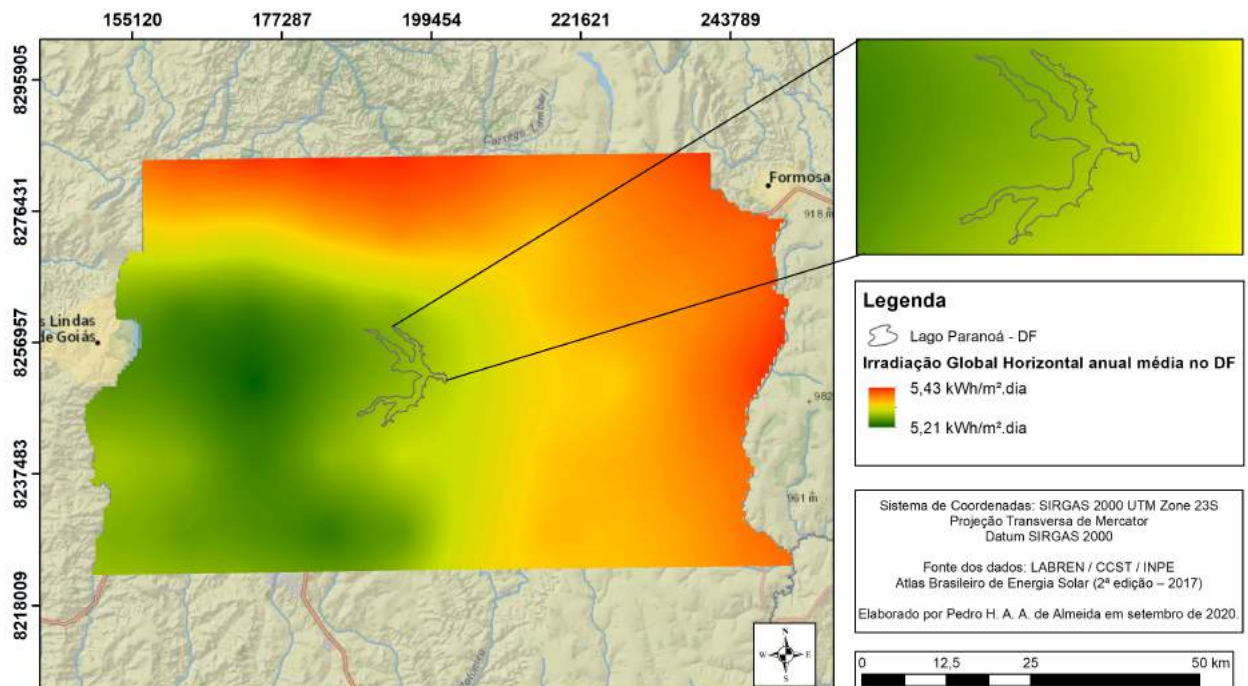 155120 177287 199454 221621 243789
8295905
8276431
8256957
8237483
8218009
Formosa
918 m
s Lindas
de Goiás
982
961 m
N
W E
S
Legenda
Lago Paranoá - DF
Irradiação Global Horizontal anual média no DF
5,43 kWh/m².dia
5,21 kWh/m².dia
Sistema de Coordenadas: SIRGAS 2000 UTM Zone 23S
Projeção Transversa de Mercator
Datum SIRGAS 2000
Fonte dos dados: LABREN / CCST / INPE
Atlas Brasileiro de Energia Solar (2ª edição – 2017)
Elaborado por Pedro H. A. A. de Almeida em setembro de 2020.
0 12,5 25 50 km